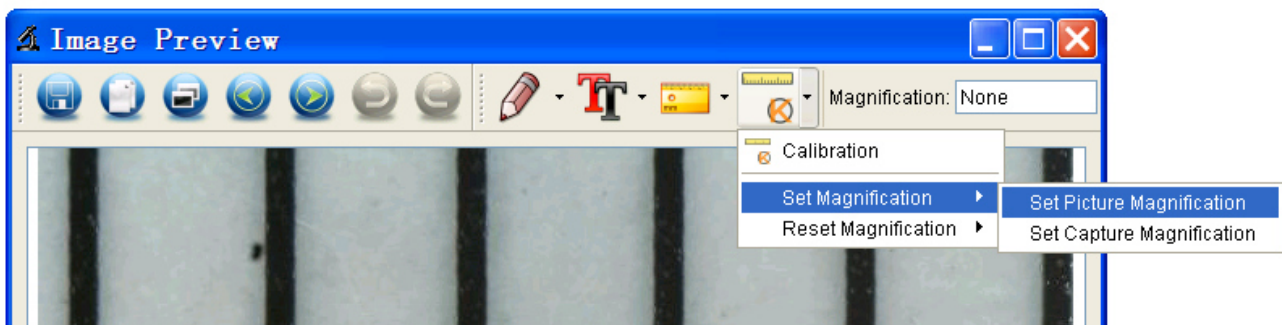 Image Preview
Magnification: None
Calibration
Set Magnification
Reset Magnification
Set Picture Magnification
Set Capture Magnification